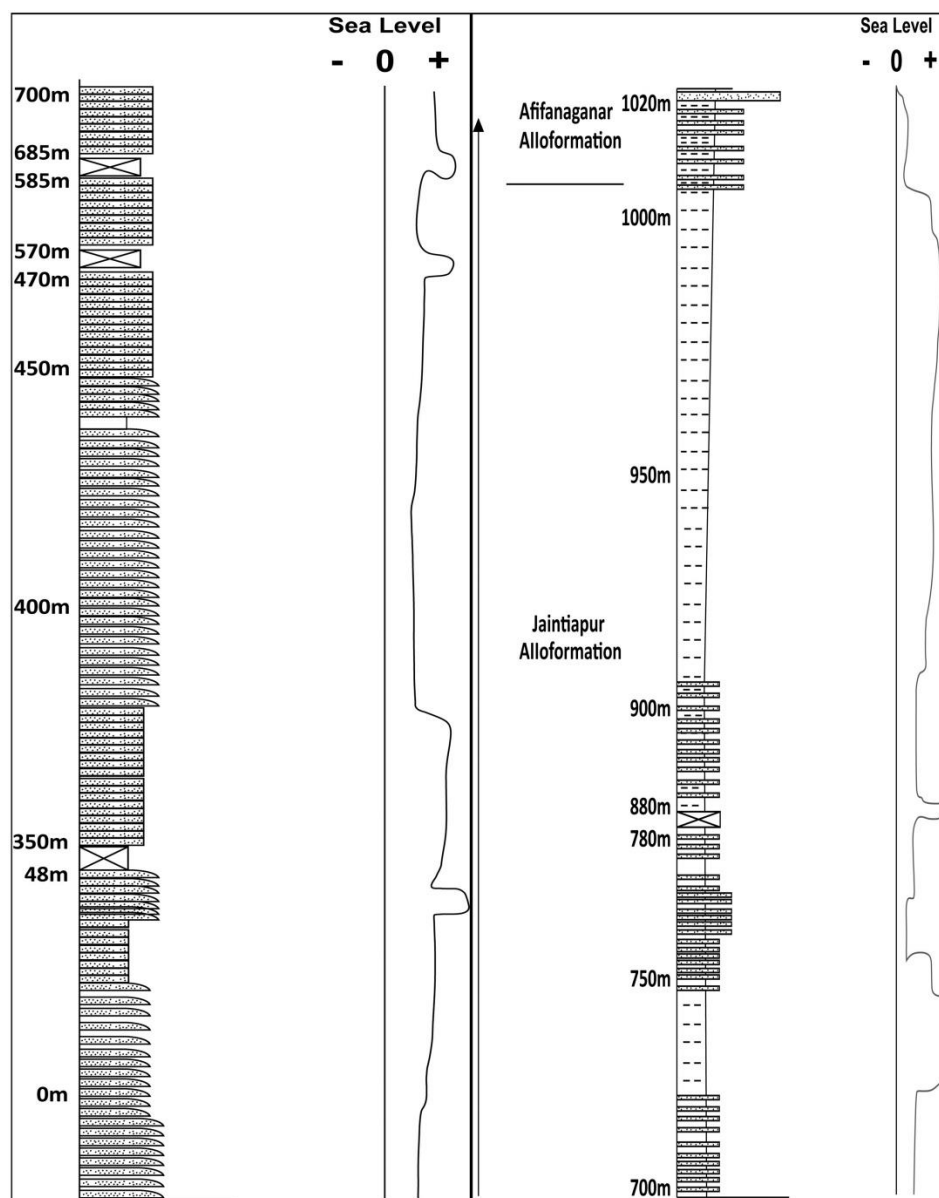 Sea Level
- 0 +
700m
685m
585m
570m
470m
450m
400m
350m
48m
0m
Sea Level
- 0 +
Afifanaganar
Alloformation
Jaintiapur
Alloformation
1020m
1000m
950m
900m
880m
780m
750m
700m